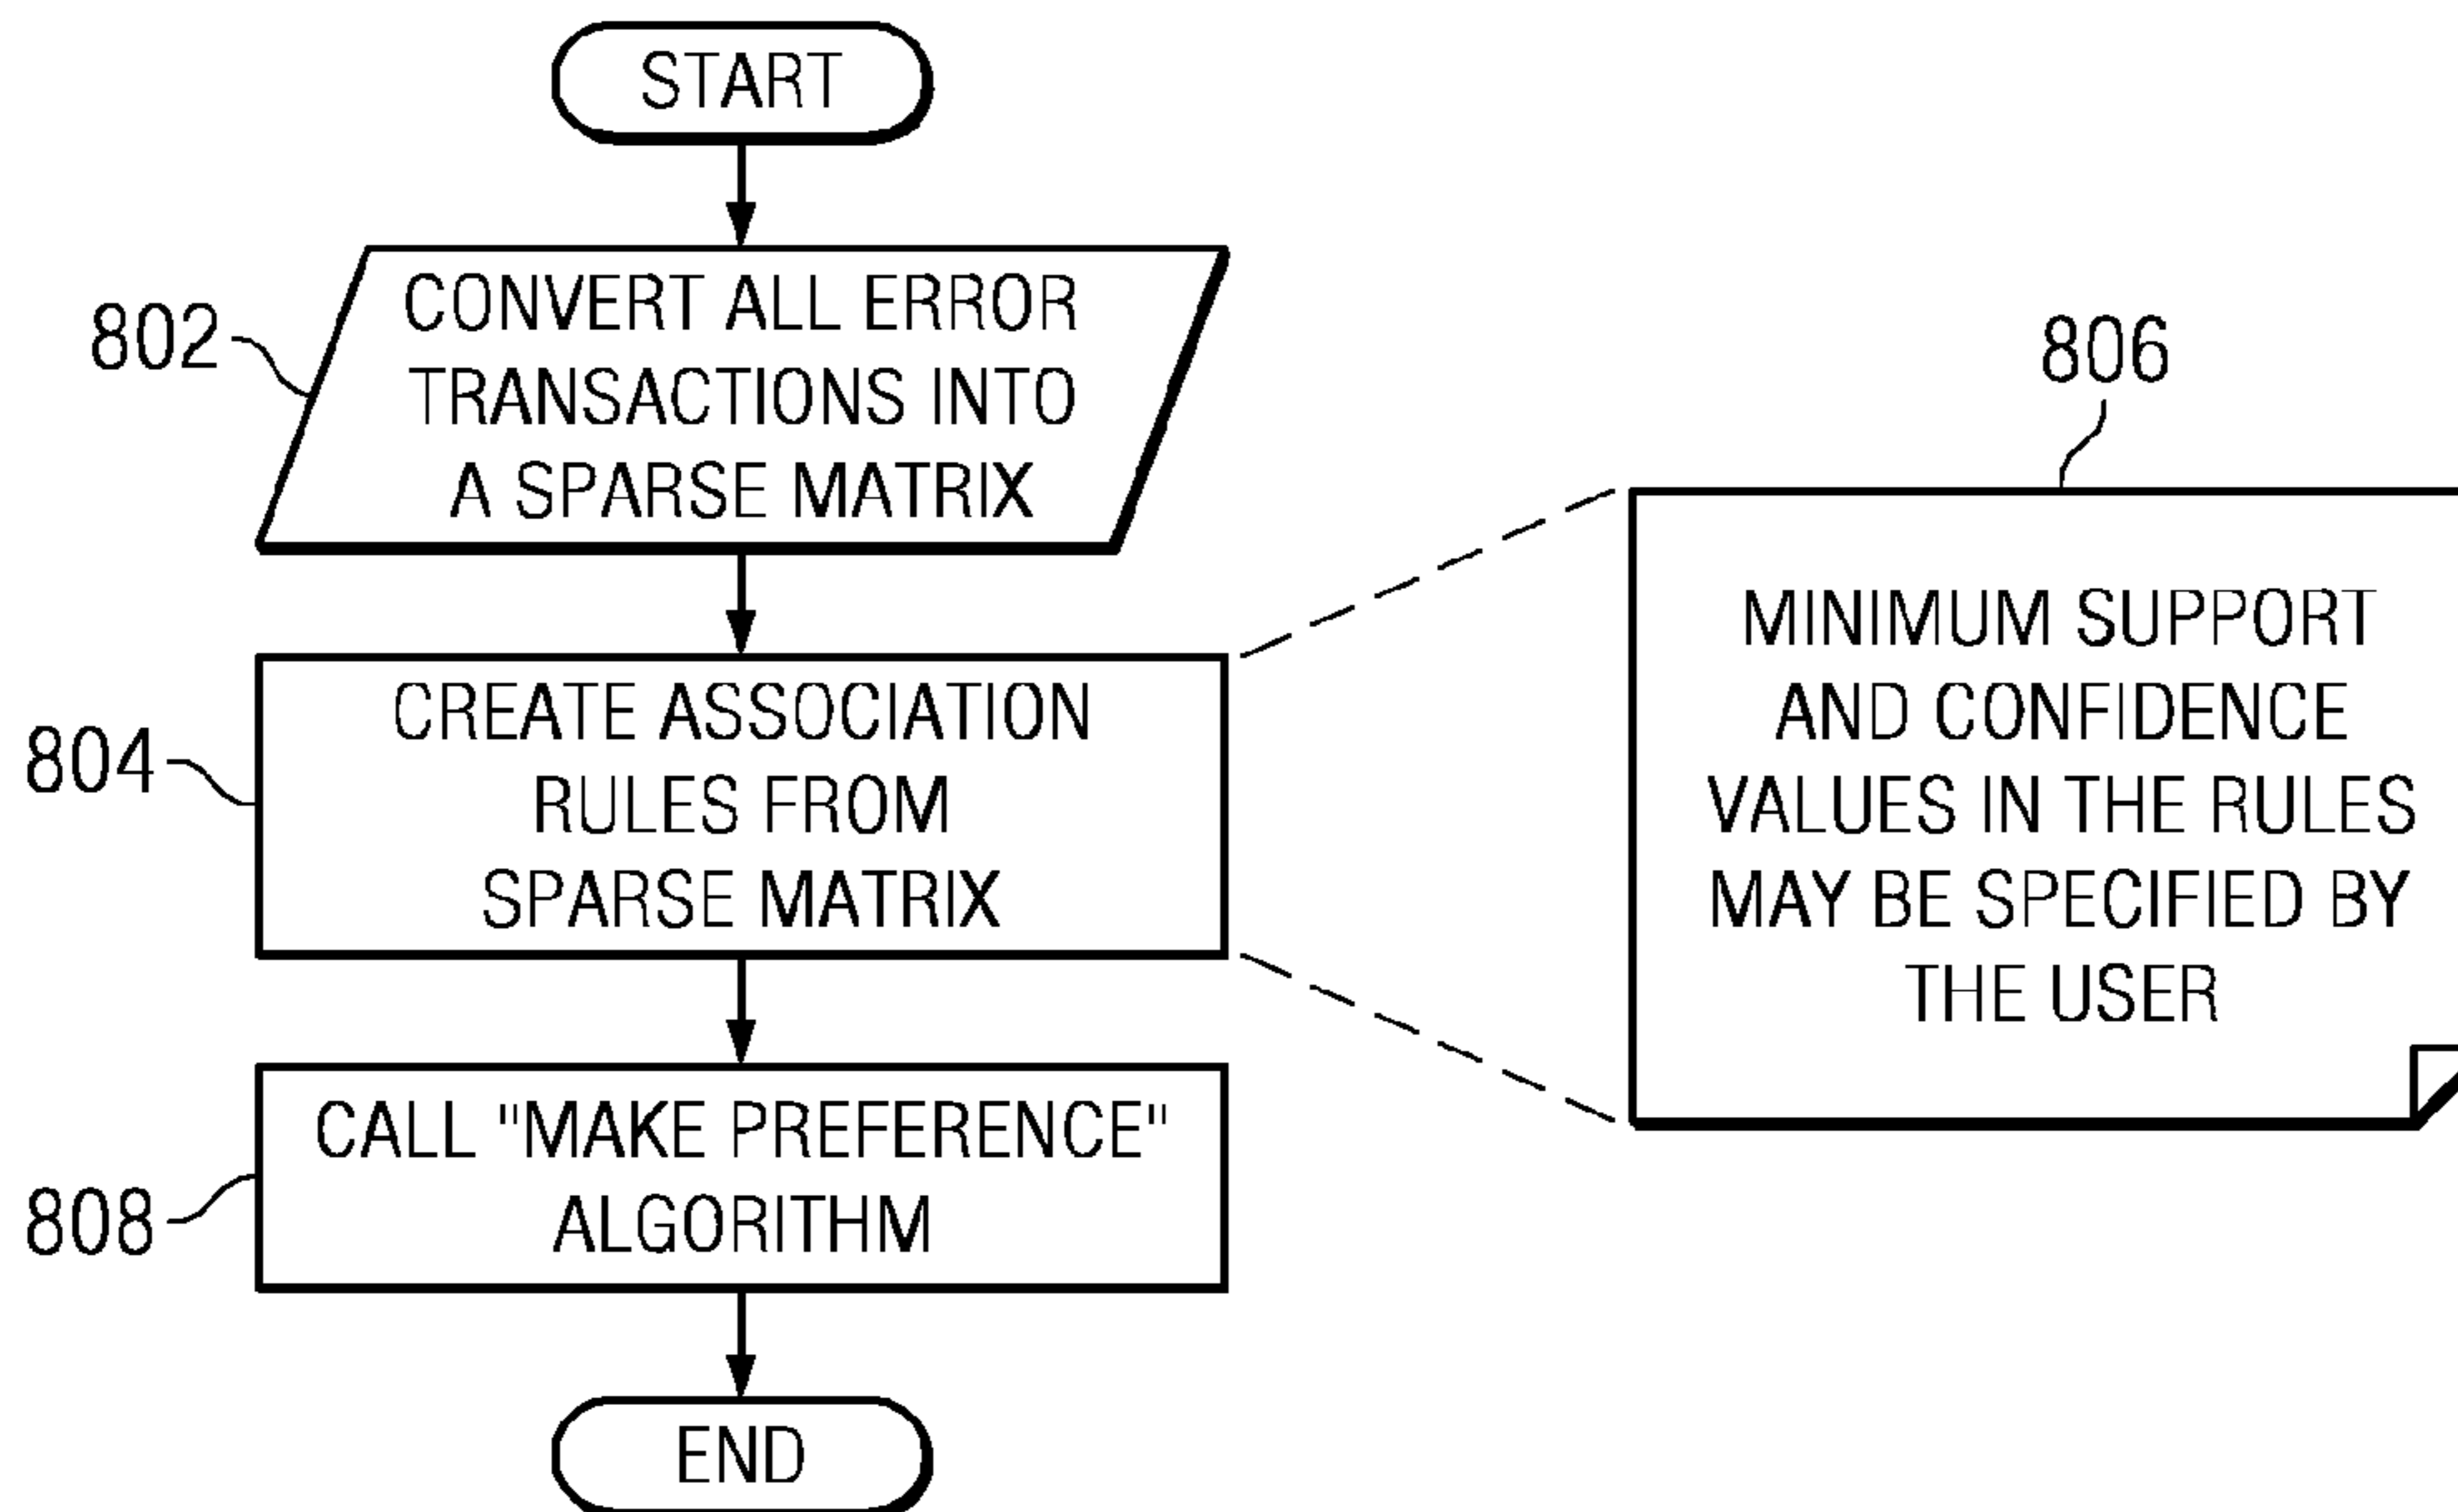 START
802
CONVERT ALL ERROR
TRANSACTIONS INTO
A SPARSE MATRIX
804
CREATE ASSOCIATION
RULES FROM
SPARSE MATRIX
806
MINIMUM SUPPORT
AND CONFIDENCE
VALUES IN THE RULES
MAY BE SPECIFIED BY
THE USER
808
CALL "MAKE PREFERENCE"
ALGORITHM
END